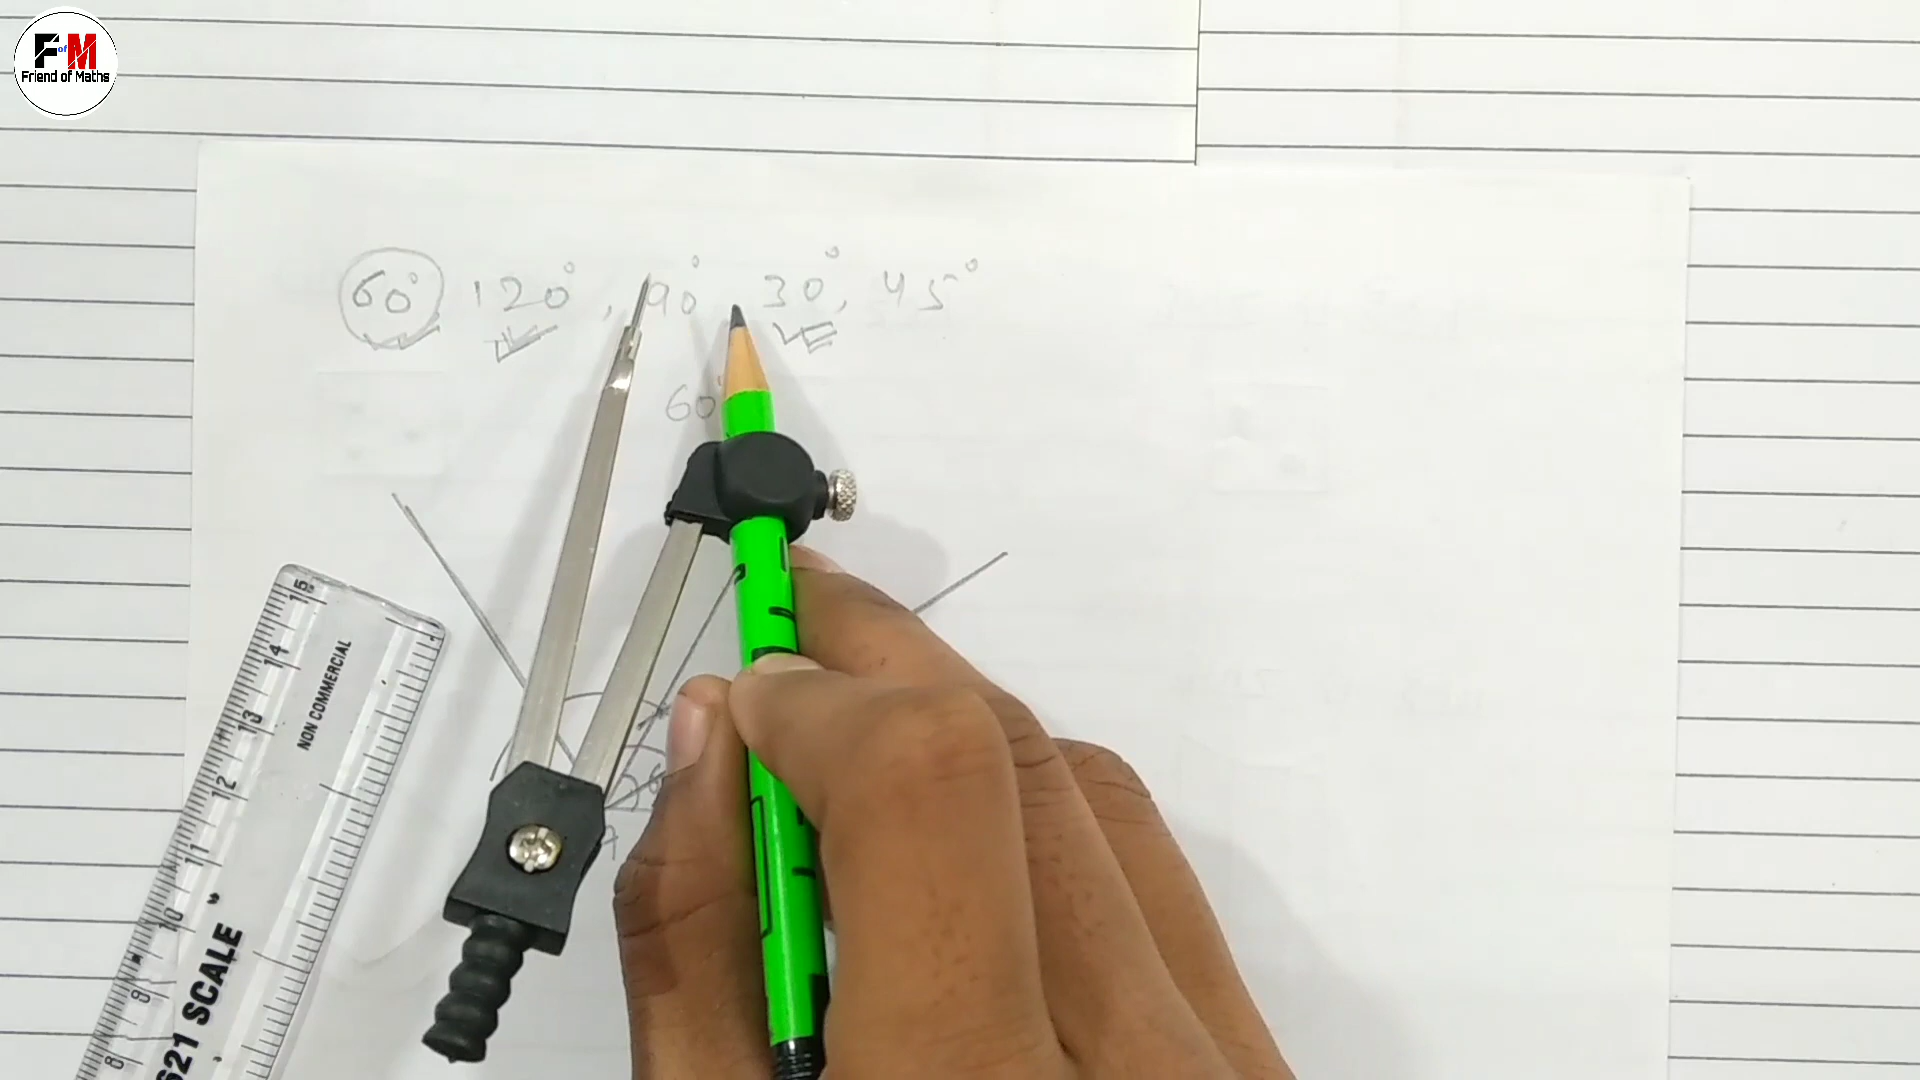 F of M
Friend of Maths
60° 120°, 90° 30°, 45°
60°
15
14
13
12
11
10
9
8
NON COMMERCIAL
621 SCALE